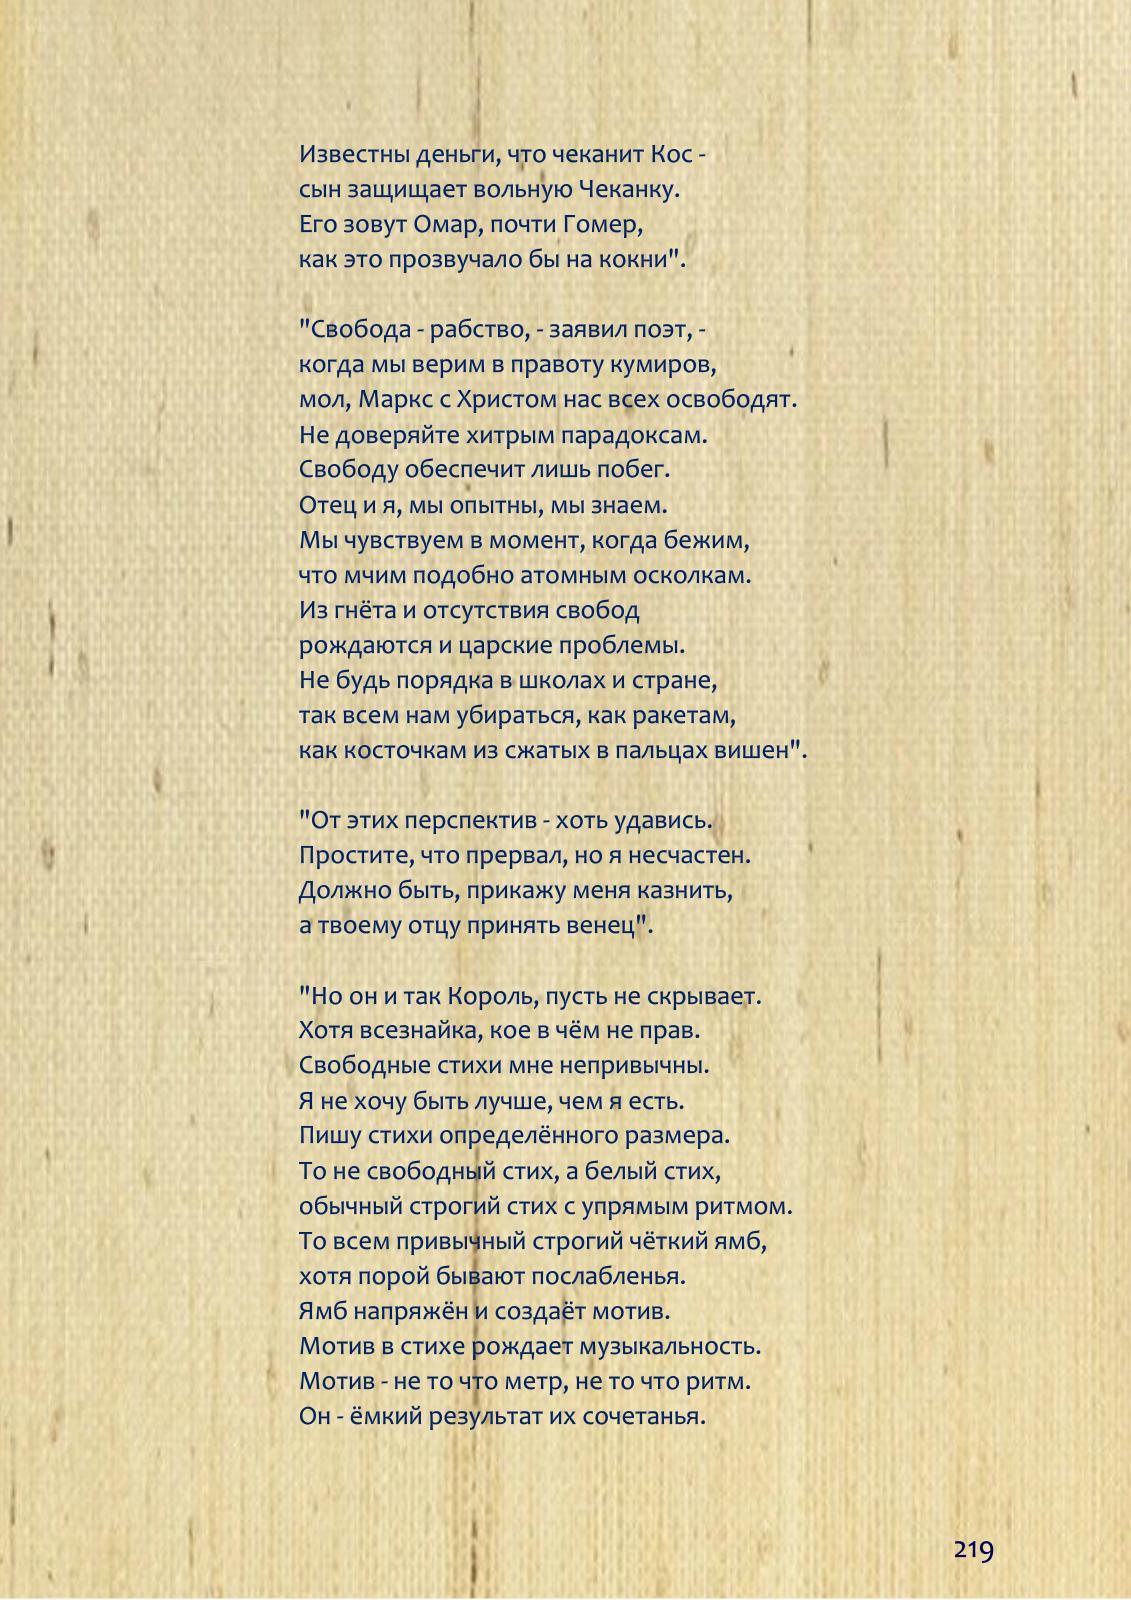 Известны деньги, что чеканит Кос -
сын защищает вольную Чеканку.
Его зовут Омар, почти Гомер,
как это прозвучало бы на кокни".
"Свобода - рабство, - заявил поэт, -
когда мы верим в правоту кумиров,
мол, Маркс с Христом нас всех освободят.
Не доверяйте хитрым парадоксам.
Свободу обеспечит лишь побег.
Отец и я, мы опытны, мы знаем.
Мы чувствуем в момент, когда бежим,
что мчим подобно атомным осколкам.
Из гнёта и отсутствия свобод
рождаются и царские проблемы.
Не будь порядка в школах и стране,
так всем нам убираться, как ракетам,
как косточкам из сжатых в пальцах вишен".
"От этих перспектив - хоть удавись.
Простите, что прервал, но я несчастен.
Должно быть, прикажу меня казнить,
а твоему отцу принять венец".
"Но он и так Король, пусть не скрывает.
Хотя всезнайка, кое в чём не прав.
Свободные стихи мне непривычны.
Я не хочу быть лучше, чем я есть.
Пишу стихи определённого размера.
То не свободный стих, а белый стих,
обычный строгий стих с упрямым ритмом.
То всем привычный строгий чёткий ямб,
хотя порой бывают послабленья.
Ямб напряжён и создаёт мотив.
Мотив в стихе рождает музыкальность.
Мотив - не то что метр, не то что ритм.
Он - ёмкий результат их сочетанья.
219